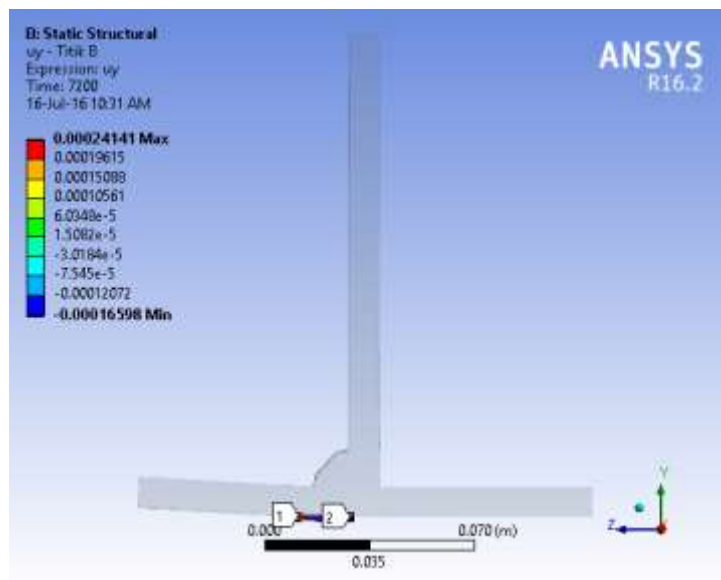 B: Static Structural
uy - Titik B
Expression: uy
Time: 7200
16-Jul-16 10:31 AM
0.00024141 Max
0.00019615
0.00015088
0.00010561
6.0348e-5
1.5082e-5
-3.0184e-5
-7.545e-5
-0.00012072
-0.00016598 Min
ANSYS
R16.2
1
2
0.000
0.070 (m)
0.035
Y
Z